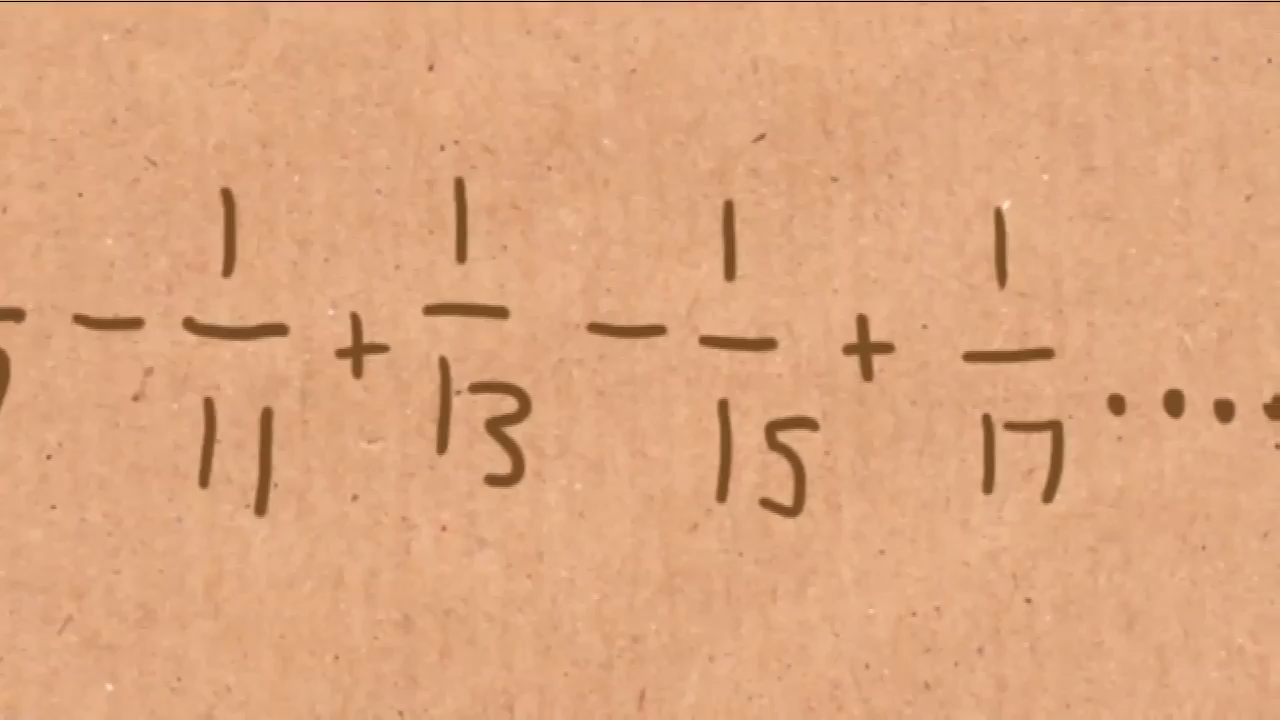 - 1/11 + 1/13 - 1/15 + 1/17 ....